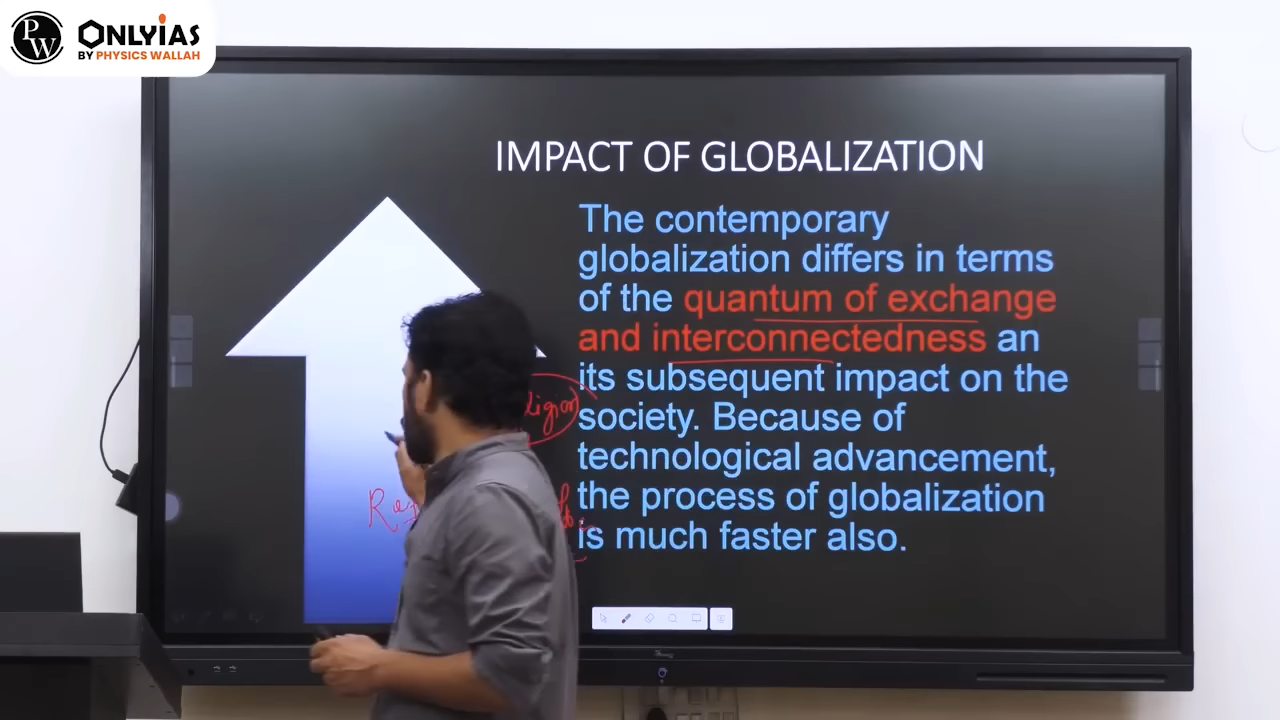 PW
ONLYIAS
BY PHYSICS WALLAH
IMPACT OF GLOBALIZATION
The contemporary
globalization differs in terms
of the quantum of exchange
and interconnectedness an
its subsequent impact on the
society. Because of
technological advancement,
the process of globalization
is much faster also.